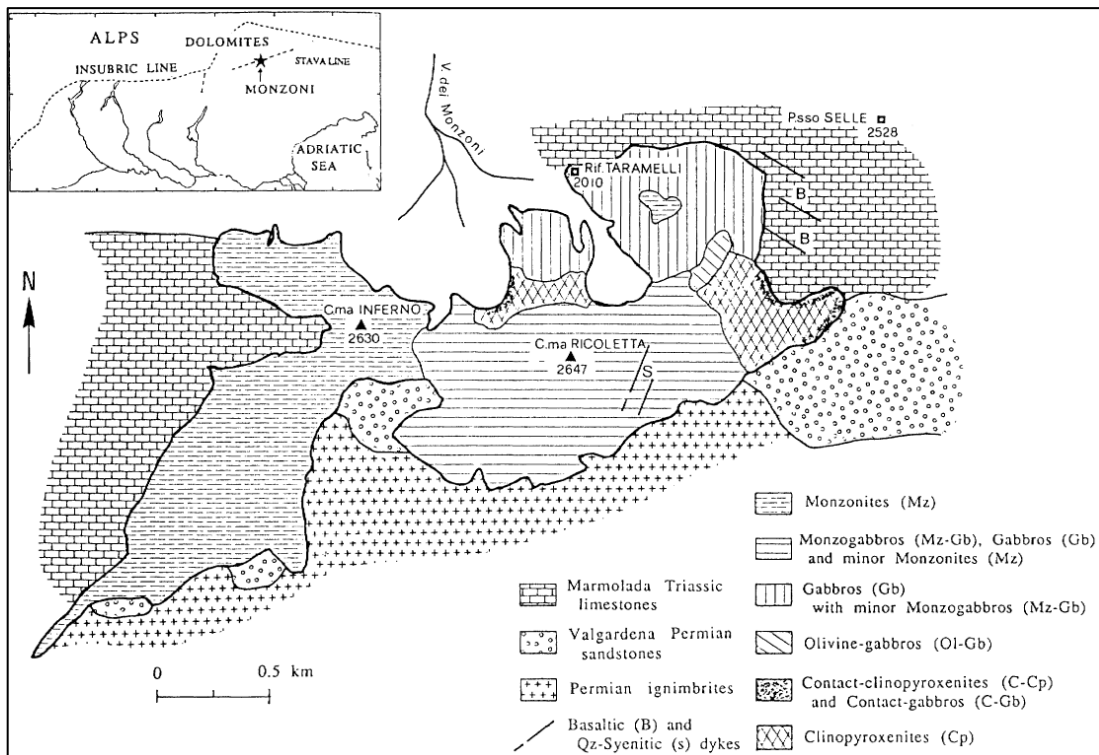 ALPS
DOLOMITES
INSUBRIC LINE
STAVA LINE
MONZONI
ADRIATIC
SEA
V. dei Monzoni
P.sso SELLE
2528
Rif. TARAMELLI
2010
B
B
N
C.ma INFERNO
2630
C.ma RICOLETTA
2647
S
Monzonites (Mz)
Monzogabbros (Mz-Gb), Gabbros (Gb)
and minor Monzonites (Mz)
Marmolada Triassic
limestones
Gabbros (Gb)
with minor Monzogabbros (Mz-Gb)
Valgardena Permian
sandstones
Olivine-gabbros (Ol-Gb)
0 0.5 km
Permian ignimbrites
Contact-clinopyroxenites (C-Cp)
and Contact-gabbros (C-Gb)
Basaltic (B) and
Qz-Syenitic (s) dykes
Clinopyroxenites (Cp)